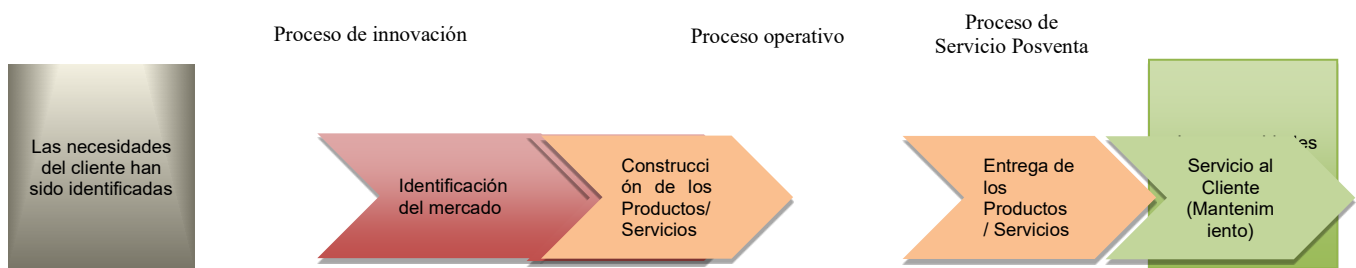 Proceso de innovación
Proceso operativo
Proceso de
Servicio Posventa
Las necesidades
del cliente han
sido identificadas
Identificación
del mercado
Construcci
ón de los
Productos/
Servicios
Entrega de
los
Productos
/ Servicios
Servicio al
Cliente
(Mantenim
iento)